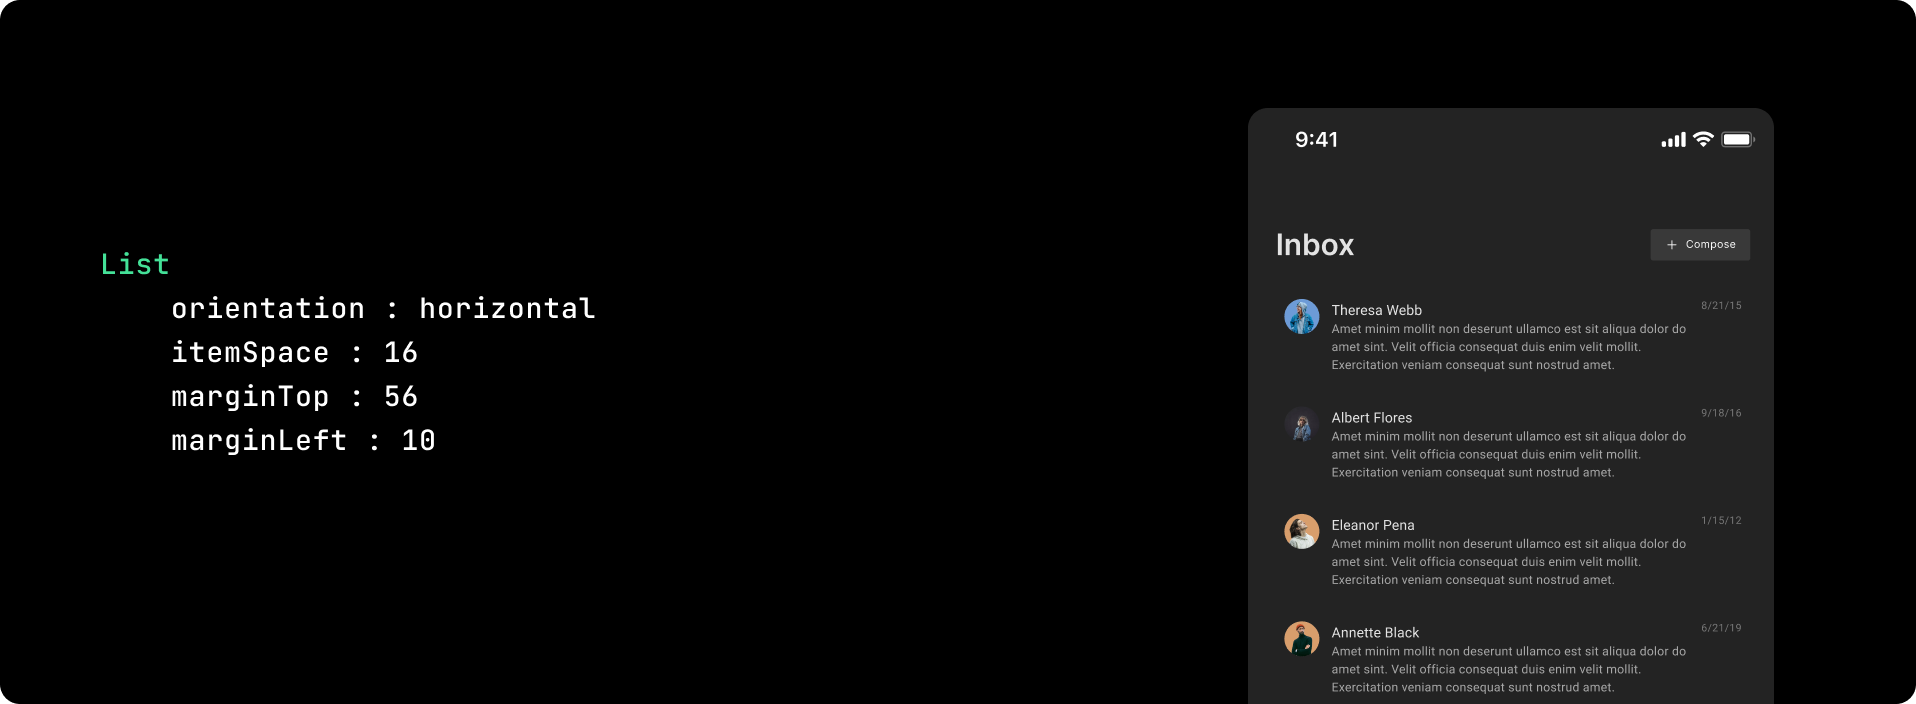 List
orientation : horizontal
itemSpace : 16
marginTop : 56
marginLeft : 10
9:41
Inbox
+ Compose
Theresa Webb
8/21/15
Amet minim mollit non deserunt ullamco est sit aliqua dolor do
amet sint. Velit officia consequat duis enim velit mollit.
Exercitation veniam consequat sunt nostrud amet.
Albert Flores
9/18/16
Amet minim mollit non deserunt ullamco est sit aliqua dolor do
amet sint. Velit officia consequat duis enim velit mollit.
Exercitation veniam consequat sunt nostrud amet.
Eleanor Pena
1/15/12
Amet minim mollit non deserunt ullamco est sit aliqua dolor do
amet sint. Velit officia consequat duis enim velit mollit.
Exercitation veniam consequat sunt nostrud amet.
Annette Black
6/21/19
Amet minim mollit non deserunt ullamco est sit aliqua dolor do
amet sint. Velit officia consequat duis enim velit mollit.
Exercitation veniam consequat sunt nostrud amet.